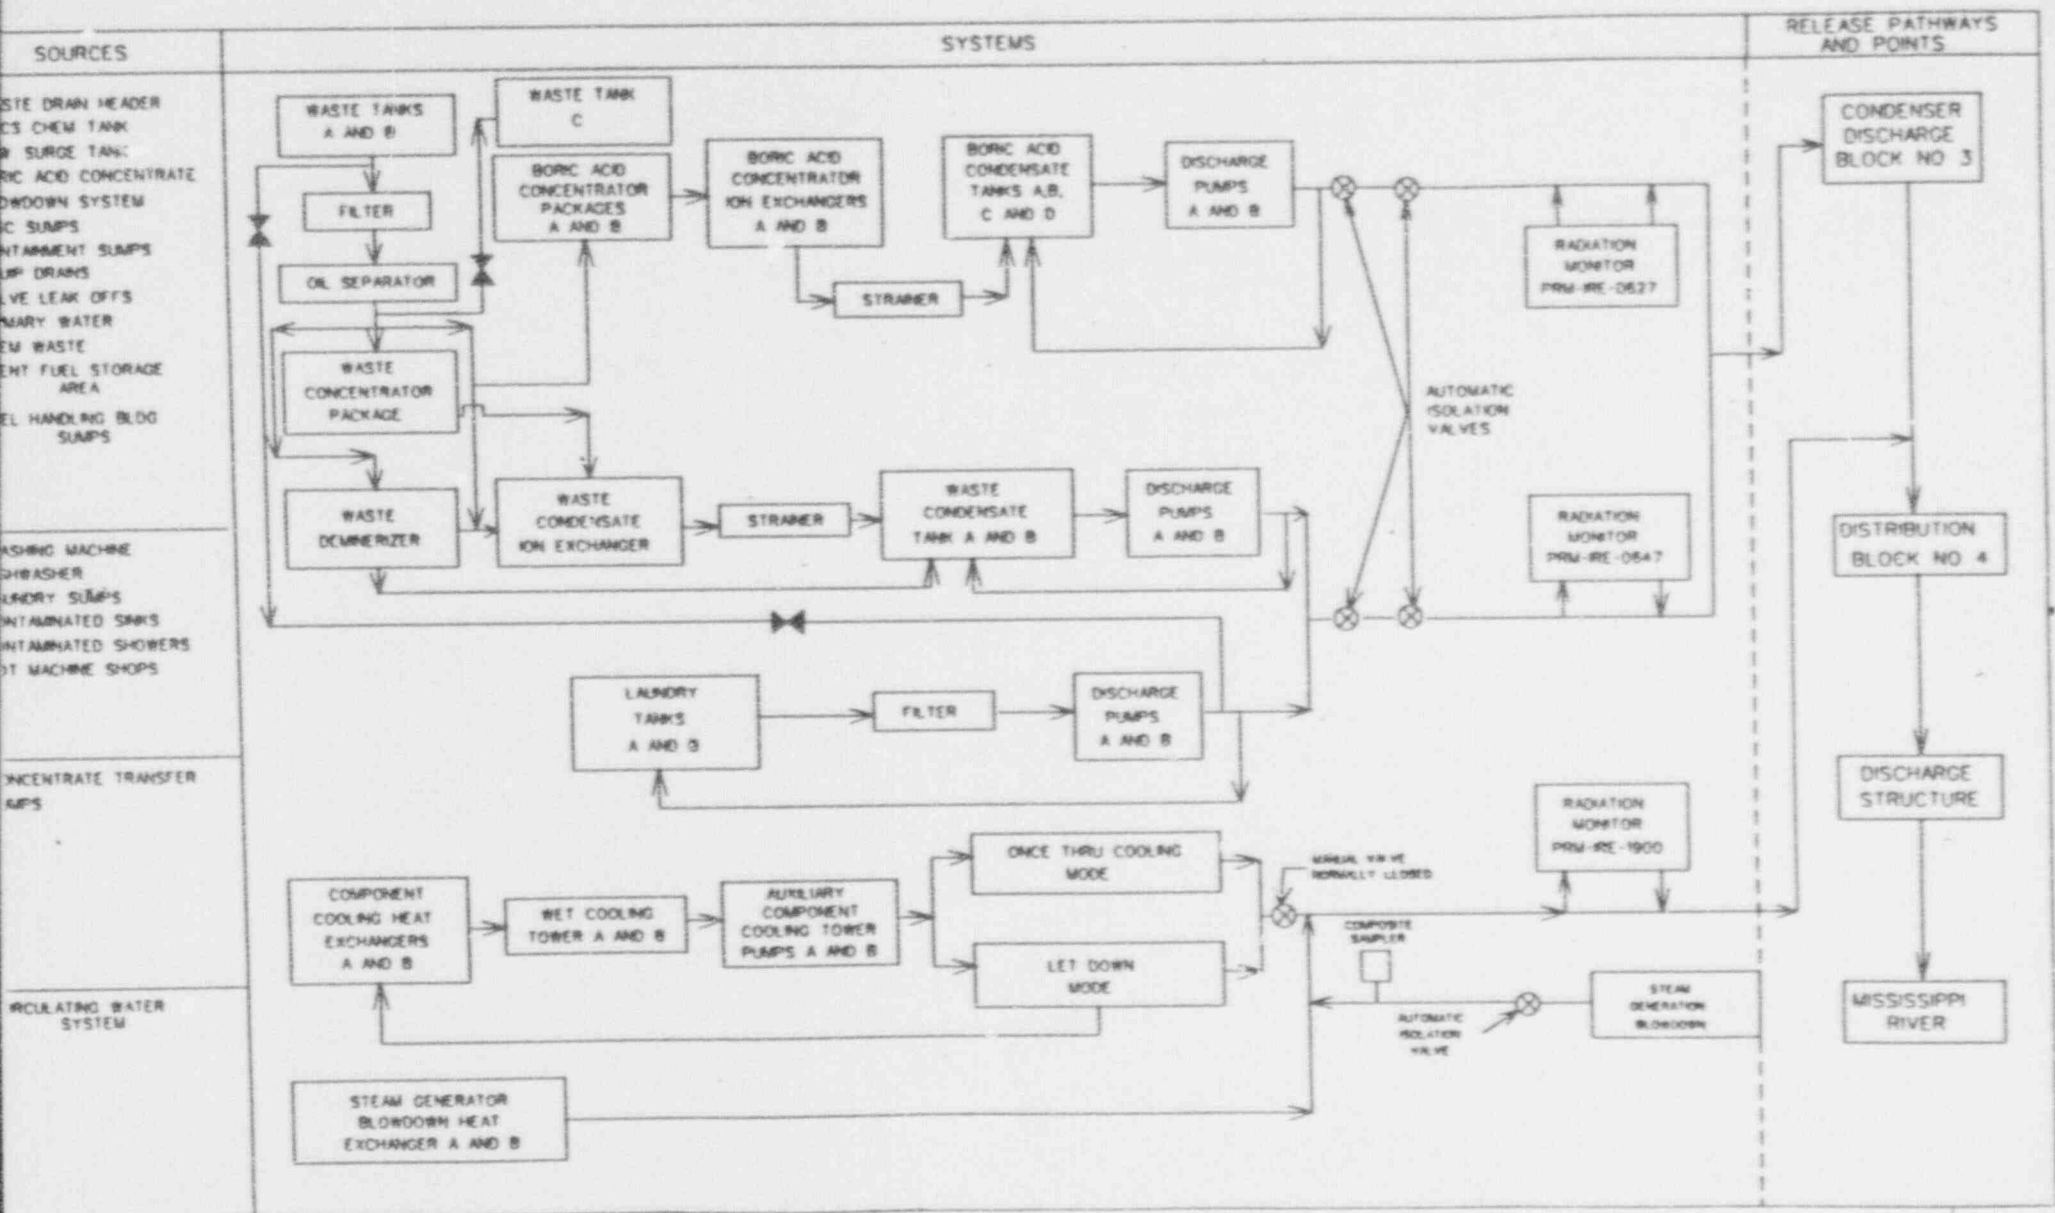 SOURCES
SYSTEMS
RELEASE PATHWAYS
AND POINTS
STE DRAIN HEADER
CS CHEM TANK
SURGE TANK
RIC ACID CONCENTRATE
OWDOWN SYSTEM
C SUMPS
NTAINMENT SUMPS
UIP DRAINS
LVE LEAK OFFS
MARY WATER
EM WASTE
ENT FUEL STORAGE
AREA
EL HANDLING BLDG
SUMPS
ASHING MACHINE
SHWASHER
UNDRY SUMPS
ONTAMINATED SINKS
ONTAMINATED SHOWERS
OT MACHINE SHOPS
ONCENTRATE TRANSFER
UMPS
IRCULATING WATER
SYSTEM
WASTE TANKS
A AND B
FILTER
OIL SEPARATOR
WASTE
CONCENTRATOR
PACKAGE
WASTE
DEMINERIZER
WASTE TANK
C
BORIC ACID
CONCENTRATOR
PACKAGES
A AND B
BORIC ACID
CONCENTRATOR
ION EXCHANGERS
A AND B
STRAINER
BORIC ACID
CONDENSATE
TANKS A,B,
C AND D
DISCHARGE
PUMPS
A AND B
RADIATION
MONITOR
PRM-IRE-0627
AUTOMATIC
ISOLATION
VALVES
WASTE
CONDENSATE
ION EXCHANGER
STRAINER
WASTE
CONDENSATE
TANK A AND B
DISCHARGE
PUMPS
A AND B
RADIATION
MONITOR
PRM-IRE-0647
LAUNDRY
TANKS
A AND B
FILTER
DISCHARGE
PUMPS
A AND B
COMPONENT
COOLING HEAT
EXCHANGERS
A AND B
WET COOLING
TOWER A AND B
AUXILIARY
COMPONENT
COOLING TOWER
PUMPS A AND B
ONCE THRU COOLING
MODE
LET DOWN
MODE
MANUAL VALVE
NORMALLY CLOSED
RADIATION
MONITOR
PRM-IRE-1900
COMPOSITE
SAMPLER
AUTOMATIC
ISOLATION
VALVE
STEAM
GENERATION
BLOWDOWN
STEAM GENERATOR
BLOWDOWN HEAT
EXCHANGER A AND B
CONDENSER
DISCHARGE
BLOCK NO 3
DISTRIBUTION
BLOCK NO 4
DISCHARGE
STRUCTURE
MISSISSIPPI
RIVER